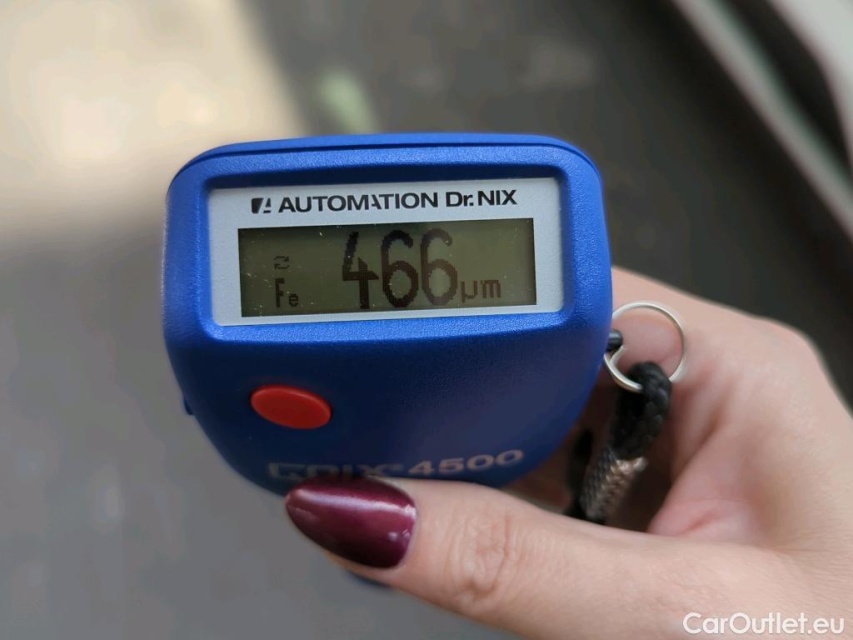 AUTOMATION Dr. NIX
Fe 466 µm
4500
CarOutlet.eu